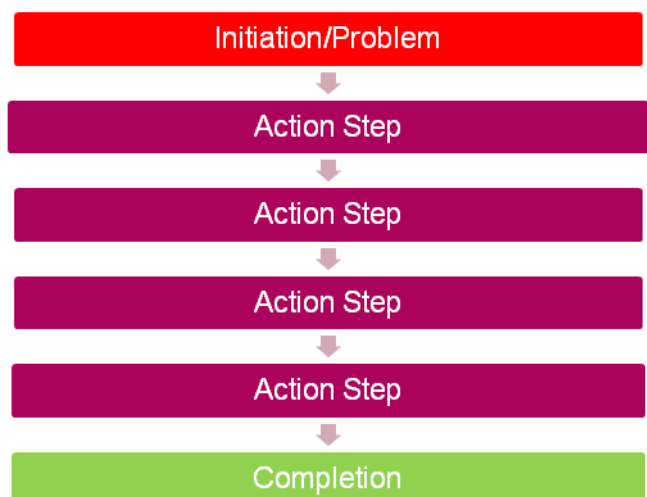 Initiation/Problem
Action Step
Action Step
Action Step
Action Step
Completion